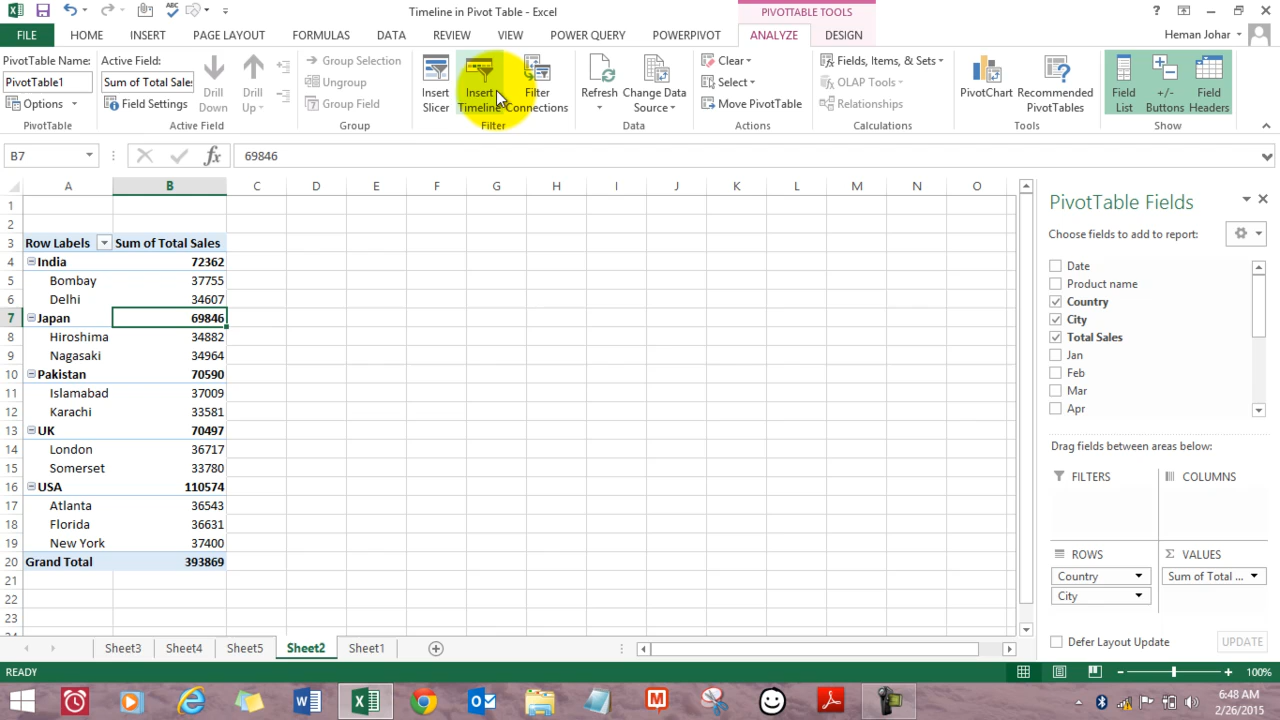 Timeline in Pivot Table - Excel
PIVOTTABLE TOOLS
?
FILE HOME INSERT PAGE LAYOUT FORMULAS DATA REVIEW VIEW POWER QUERY POWERPIVOT ANALYZE DESIGN Heman Johar
PivotTable Name: Active Field:
PivotTable1 Sum of Total Sales
Options Field Settings
Drill Down
Drill Up
Group Selection
Ungroup
Group Field
Insert Slicer
Insert Timeline
Filter Connections
Refresh
Change Data Source
Clear
Select
Move PivotTable
Fields, Items, & Sets
OLAP Tools
Relationships
PivotChart
Recommended PivotTables
Field List
+/- Buttons
Field Headers
PivotTable Active Field Group Filter Data Actions Calculations Tools Show
B7 fx 69846
A B C D E F G H I J K L M N O
1
2
3 Row Labels Sum of Total Sales
4 India 72362
5 Bombay 37755
6 Delhi 34607
7 Japan 69846
8 Hiroshima 34882
9 Nagasaki 34964
10 Pakistan 70590
11 Islamabad 37009
12 Karachi 33581
13 UK 70497
14 London 36717
15 Somerset 33780
16 USA 110574
17 Atlanta 36543
18 Florida 36631
19 New York 37400
20 Grand Total 393869
21
22
23
PivotTable Fields
Choose fields to add to report:
Date
Product name
Country
City
Total Sales
Jan
Feb
Mar
Apr
Drag fields between areas below:
FILTERS COLUMNS
ROWS Σ VALUES
Country Sum of Total ...
City
Defer Layout Update UPDATE
Sheet3 Sheet4 Sheet5 Sheet2 Sheet1
READY 100%
6:48 AM
2/26/2015